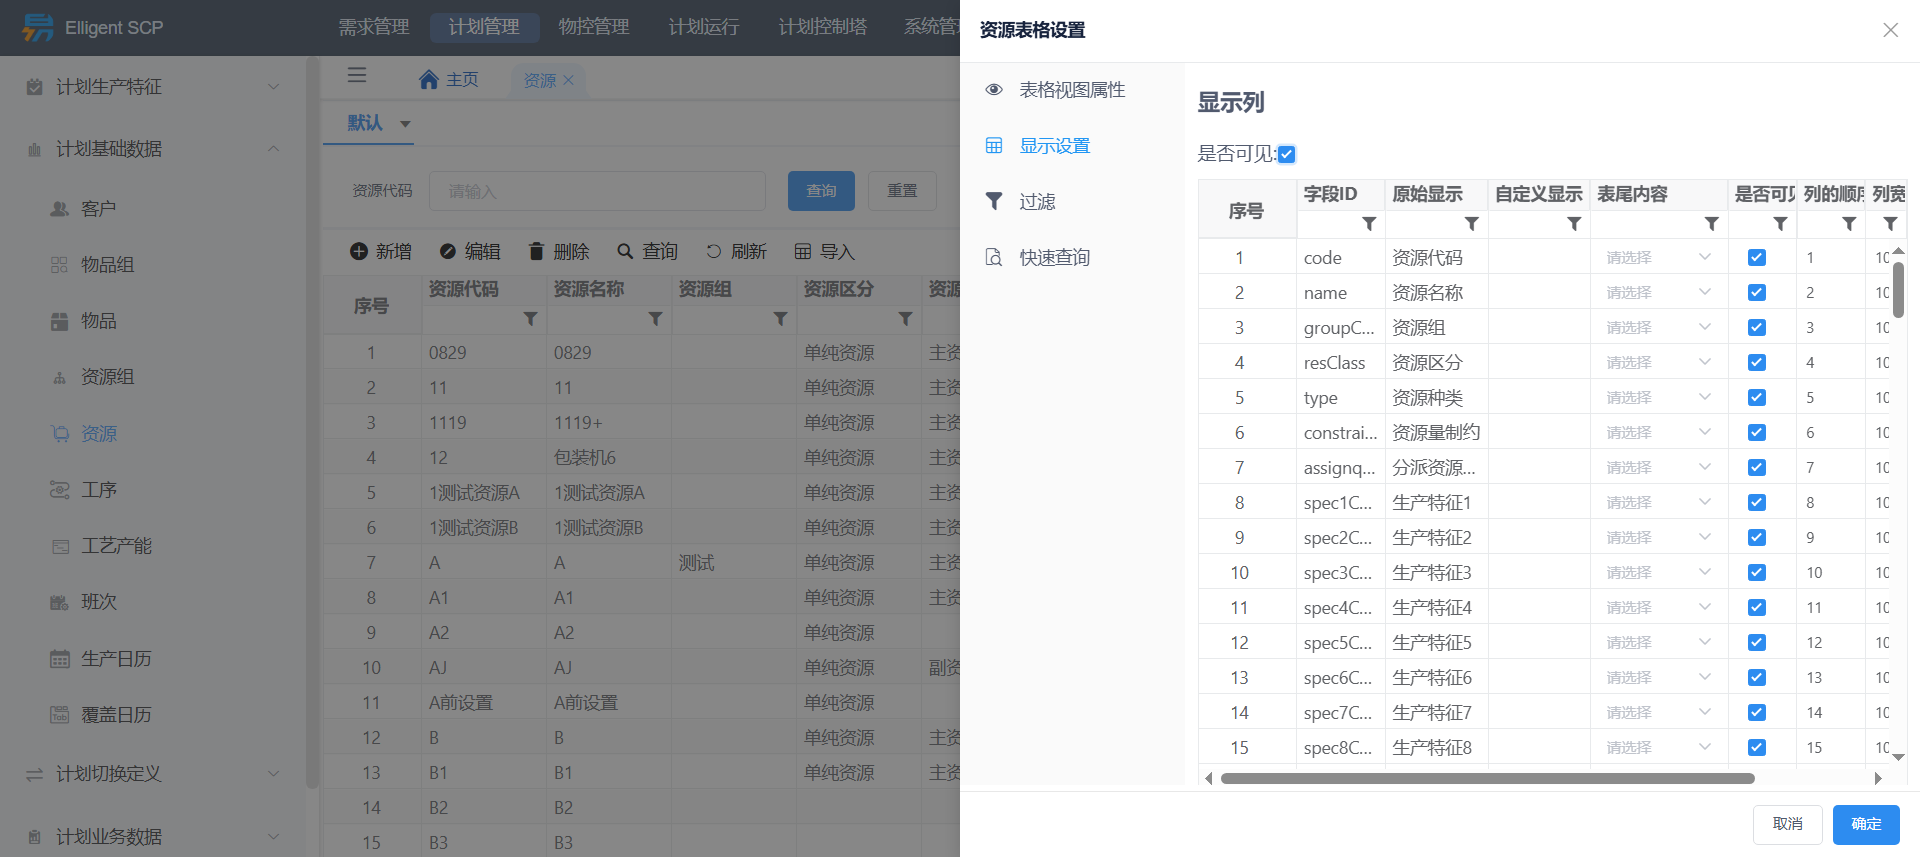 Elligent SCP
需求管理 计划管理 物控管理 计划运行 计划控制塔 系统管
计划生产特征
计划基础数据
客户
物品组
物品
资源组
资源
工序
工艺产能
班次
生产日历
覆盖日历
计划切换定义
计划业务数据
主页 资源
默认
资源代码 请输入 查询 重置
新增 编辑 删除 查询 刷新 导入
序号 资源代码 资源名称 资源组 资源区分 资源
1 0829 0829 单纯资源 主资
2 11 11 单纯资源 主资
3 1119 1119+ 单纯资源 主资
4 12 包装机6 单纯资源 主资
5 1测试资源A 1测试资源A 单纯资源 主资
6 1测试资源B 1测试资源B 单纯资源 主资
7 A A 测试 单纯资源 主资
8 A1 A1 单纯资源 主资
9 A2 A2 单纯资源
10 AJ AJ 单纯资源 副资
11 A前设置 A前设置 单纯资源
12 B B 单纯资源 主资
13 B1 B1 单纯资源 主资
14 B2 B2
15 B3 B3
资源表格设置
表格视图属性
显示设置
过滤
快速查询
显示列
是否可见:
序号 字段ID 原始显示 自定义显示 表尾内容 是否可见 列的顺序 列宽
1 code 资源代码 请选择 1 10
2 name 资源名称 请选择 2 10
3 groupC... 资源组 请选择 3 10
4 resClass 资源区分 请选择 4 10
5 type 资源种类 请选择 5 10
6 constrai... 资源量制约 请选择 6 10
7 assignq... 分派资源... 请选择 7 10
8 spec1C... 生产特征1 请选择 8 10
9 spec2C... 生产特征2 请选择 9 10
10 spec3C... 生产特征3 请选择 10 10
11 spec4C... 生产特征4 请选择 11 10
12 spec5C... 生产特征5 请选择 12 10
13 spec6C... 生产特征6 请选择 13 10
14 spec7C... 生产特征7 请选择 14 10
15 spec8C... 生产特征8 请选择 15 10
取消 确定